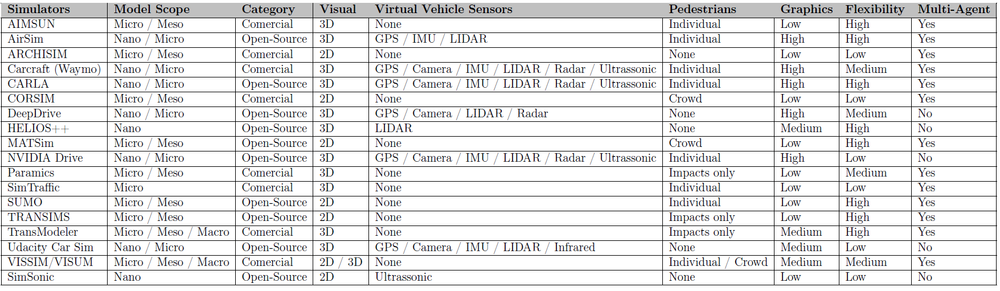 Simulators Model Scope Category Visual Virtual Vehicle Sensors Pedestrians Graphics Flexibility Multi-Agent
AIMSUN Micro / Meso Comercial 3D None Individual Low High Yes
AirSim Nano / Micro Open-Source 3D GPS / IMU / LIDAR Individual High High Yes
ARCHISIM Micro / Meso Comercial 2D None None Low Low Yes
Carcraft (Waymo) Nano / Micro Comercial 3D GPS / Camera / IMU / LIDAR / Radar / Ultrassonic Individual High Medium Yes
CARLA Nano / Micro Open-Source 3D GPS / Camera / IMU / LIDAR / Radar / Ultrassonic Individual High High Yes
CORSIM Micro / Meso Comercial 2D None Crowd Low Low Yes
DeepDrive Nano / Micro Open-Source 3D GPS / Camera / LIDAR / Radar None High Medium No
HELIOS++ Nano Open-Source 3D LIDAR None Medium High No
MATSim Micro / Meso Open-Source 2D None Crowd Low High Yes
NVIDIA Drive Nano / Micro Open-Source 3D GPS / Camera / IMU / LIDAR / Radar / Ultrassonic Individual High Low No
Paramics Micro / Meso Comercial 3D None Impacts only Low Medium Yes
SimTraffic Micro Comercial 3D None Individual Low Low Yes
SUMO Micro / Meso Open-Source 2D None Individual Low High Yes
TRANSIMS Micro / Meso Open-Source 2D None Impacts only Low High Yes
TransModeler Micro / Meso / Macro Comercial 3D None Impacts only Medium High Yes
Udacity Car Sim Nano / Micro Open-Source 3D GPS / Camera / IMU / LIDAR / Infrared None Medium Low No
VISSIM/VISUM Micro / Meso / Macro Comercial 2D / 3D None Individual / Crowd Medium Medium Yes
SimSonic Nano Open-Source 2D Ultrassonic None Low Low No